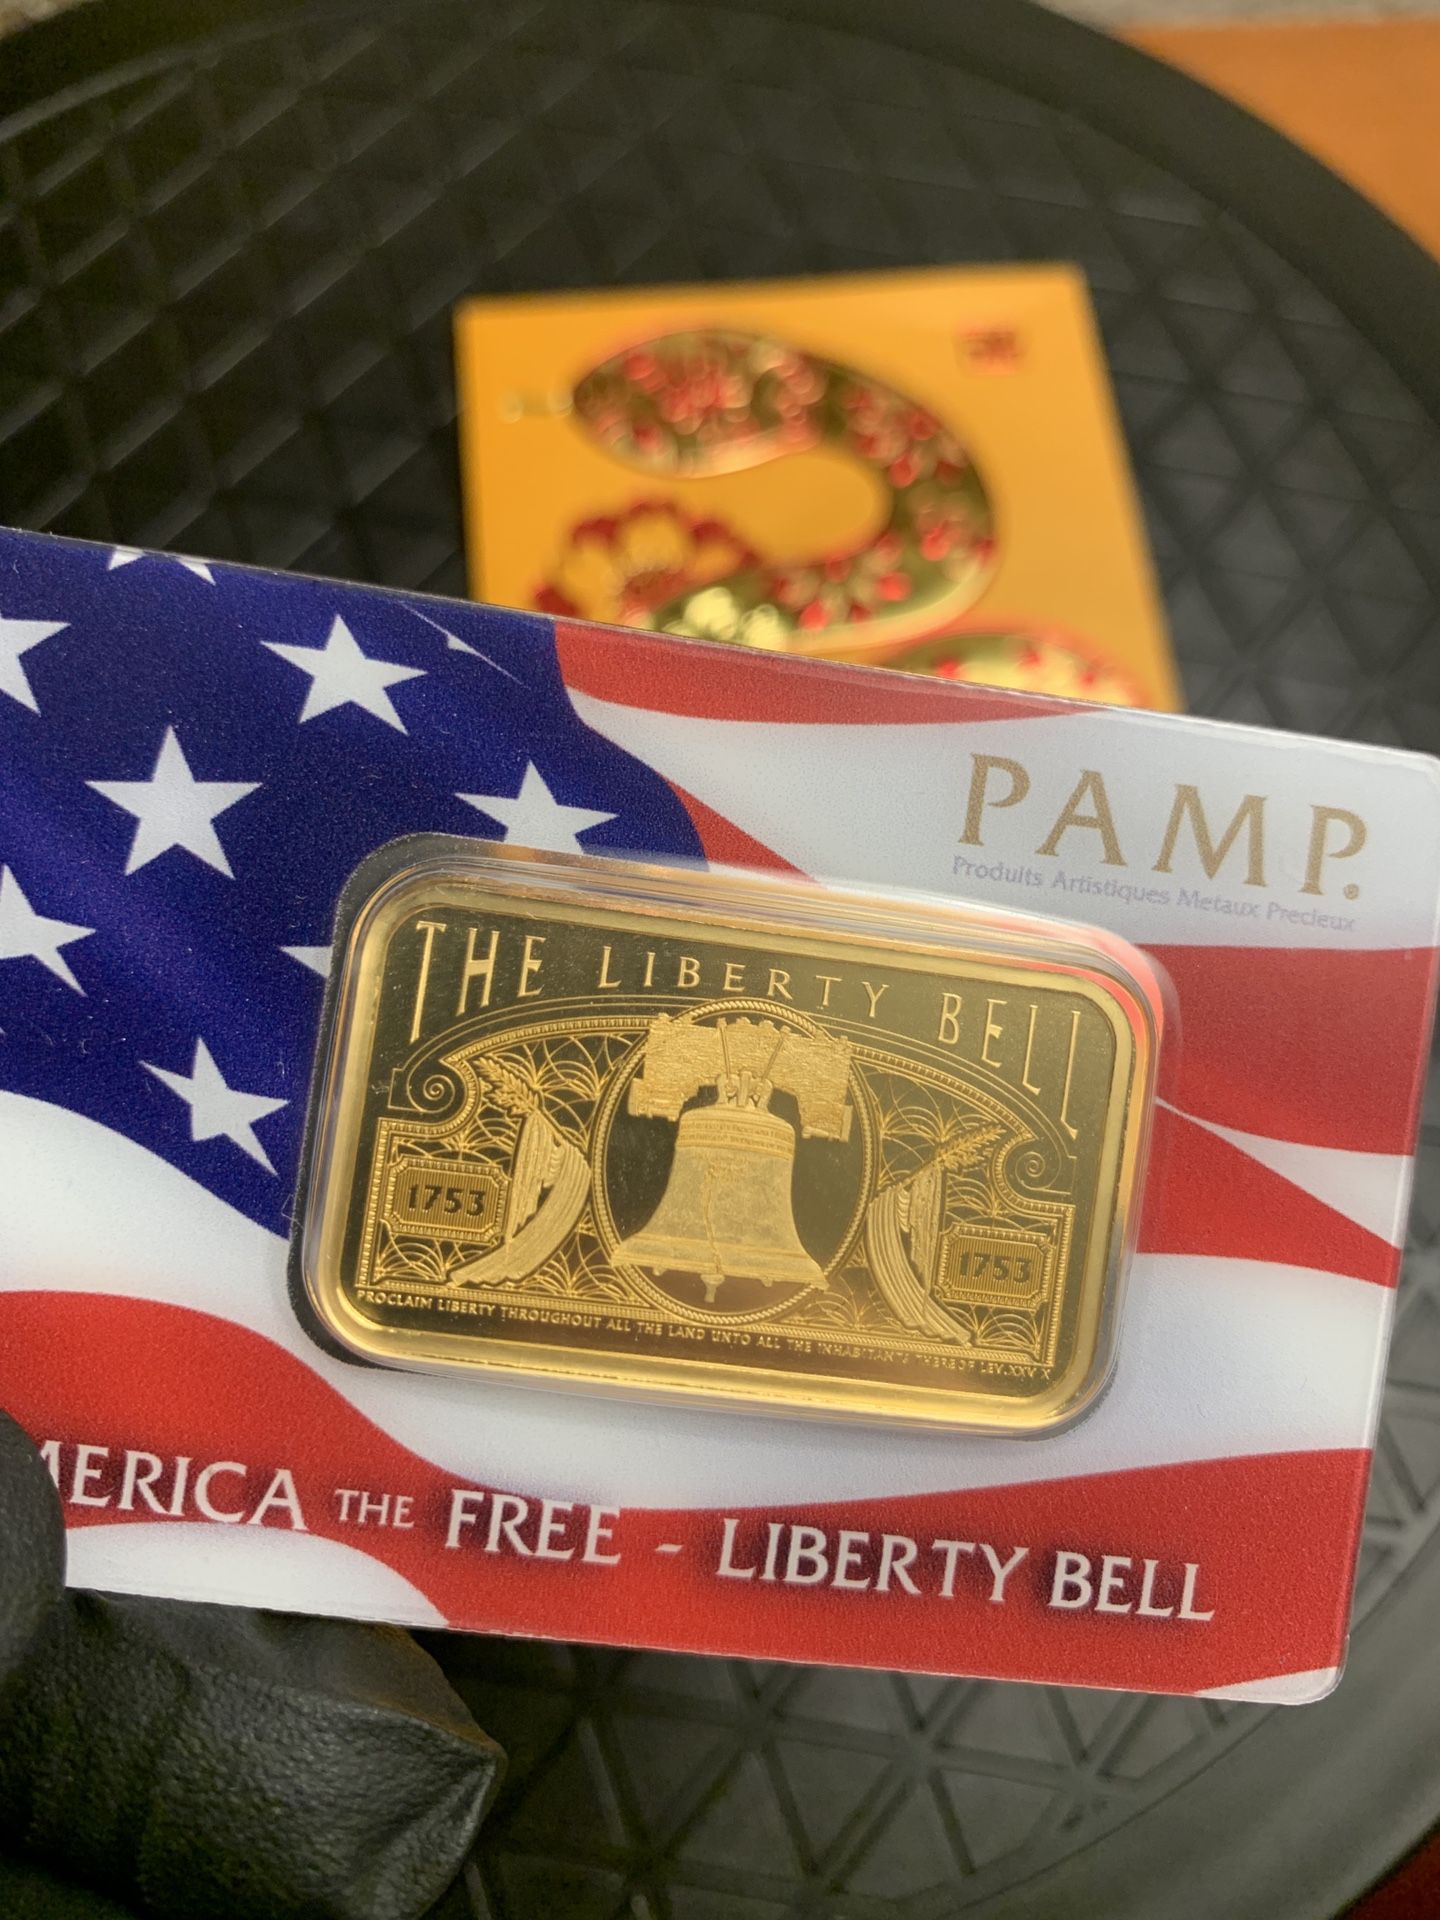 PAMP.
Produits Artistiques Metaux Precieux
THE LIBERTY BELL
1753
1753
PROCLAIM LIBERTY THROUGHOUT ALL THE LAND UNTO ALL THE INHABITANTS THEREOF LEV.XXV X
MERICA THE FREE - LIBERTY BELL